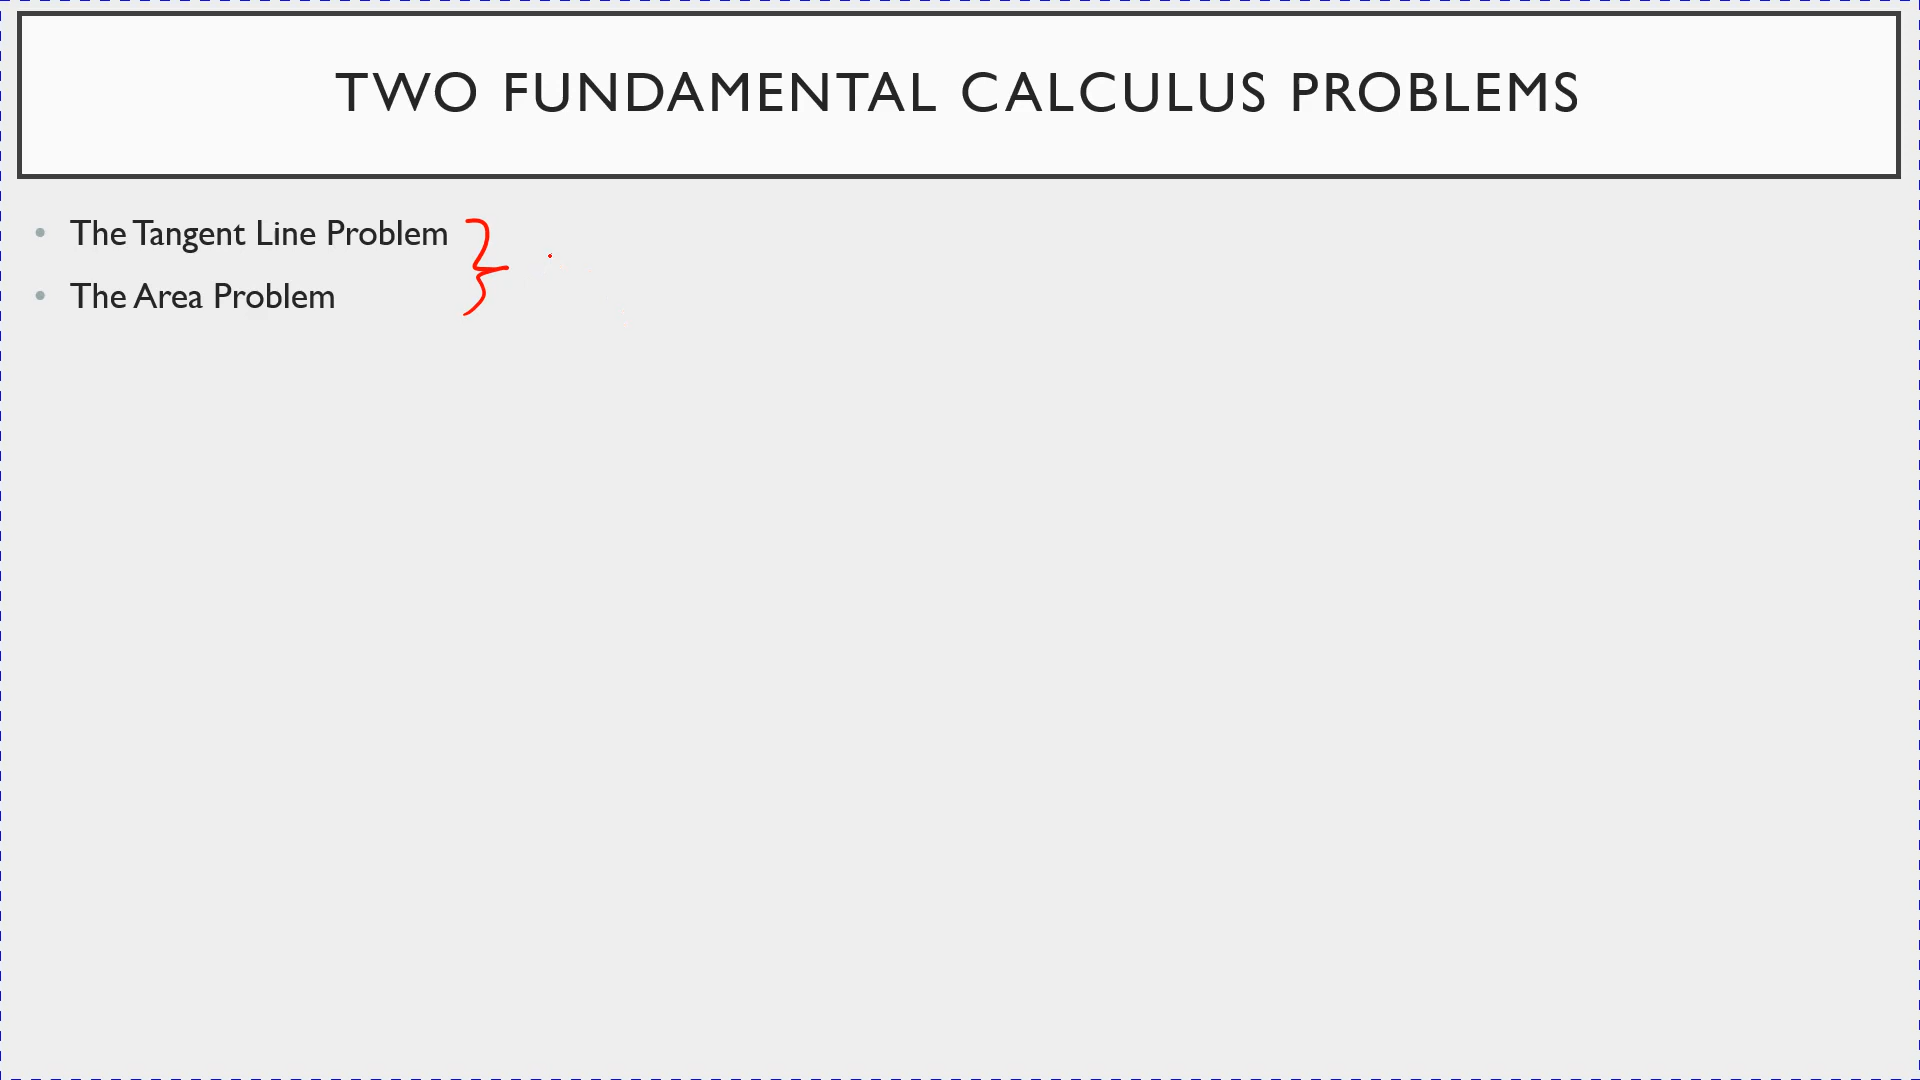 TWO FUNDAMENTAL CALCULUS PROBLEMS
• The Tangent Line Problem
• The Area Problem